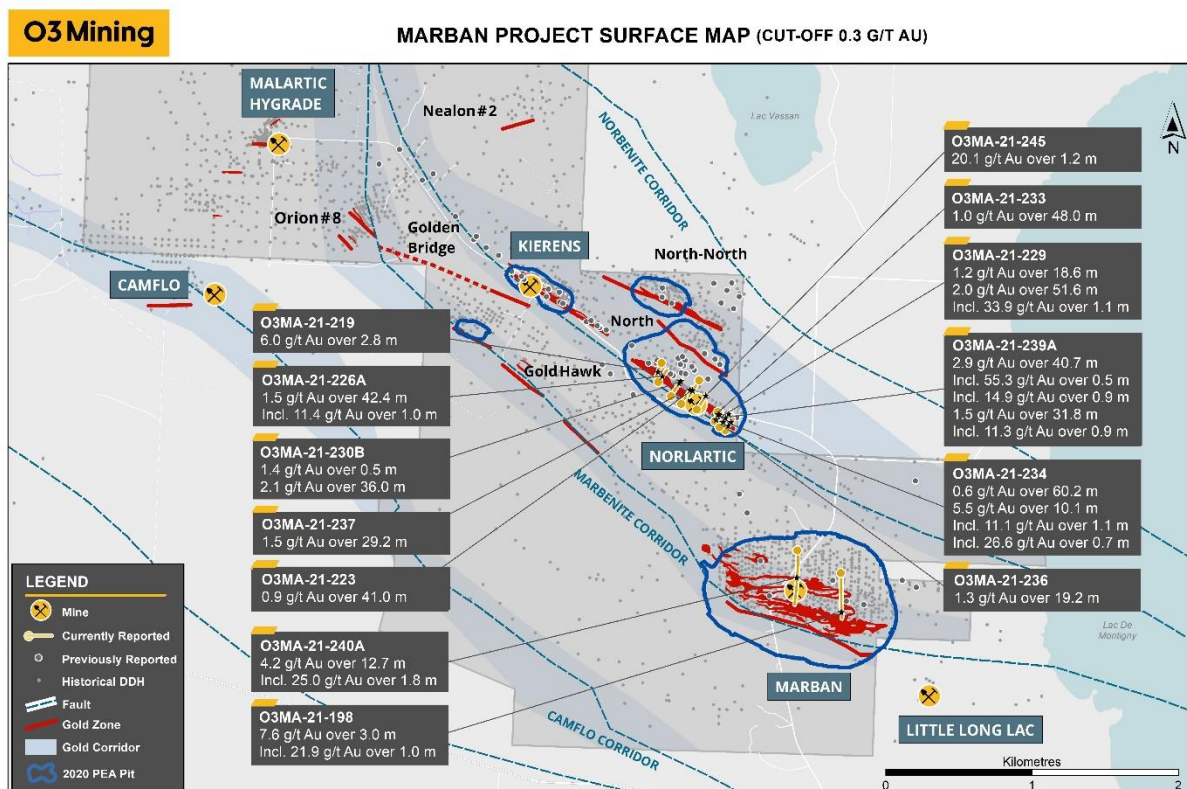 O3 Mining
MARBAN PROJECT SURFACE MAP (CUT-OFF 0.3 G/T AU)
MALARTIC
HYGRADE
Nealon #2
NORBENITE CORRIDOR
Lac Vassan
N
Orion #8
Golden
Bridge
KIERENS
North-North
CAMFLO
North
Gold Hawk
NORLARTIC
MARBENITE CORRIDOR
MARBAN
CAMFLO CORRIDOR
LITTLE LONG LAC
Lac De
Montigny
O3MA-21-219
6.0 g/t Au over 2.8 m
O3MA-21-226A
1.5 g/t Au over 42.4 m
Incl. 11.4 g/t Au over 1.0 m
O3MA-21-230B
1.4 g/t Au over 0.5 m
2.1 g/t Au over 36.0 m
O3MA-21-237
1.5 g/t Au over 29.2 m
O3MA-21-223
0.9 g/t Au over 41.0 m
O3MA-21-240A
4.2 g/t Au over 12.7 m
Incl. 25.0 g/t Au over 1.8 m
O3MA-21-198
7.6 g/t Au over 3.0 m
Incl. 21.9 g/t Au over 1.0 m
O3MA-21-245
20.1 g/t Au over 1.2 m
O3MA-21-233
1.0 g/t Au over 48.0 m
O3MA-21-229
1.2 g/t Au over 18.6 m
2.0 g/t Au over 51.6 m
Incl. 33.9 g/t Au over 1.1 m
O3MA-21-239A
2.9 g/t Au over 40.7 m
Incl. 55.3 g/t Au over 0.5 m
Incl. 14.9 g/t Au over 0.9 m
1.5 g/t Au over 31.8 m
Incl. 11.3 g/t Au over 0.9 m
O3MA-21-234
0.6 g/t Au over 60.2 m
5.5 g/t Au over 10.1 m
Incl. 11.1 g/t Au over 1.1 m
Incl. 26.6 g/t Au over 0.7 m
O3MA-21-236
1.3 g/t Au over 19.2 m
LEGEND
Mine
Currently Reported
Previously Reported
Historical DDH
Fault
Gold Zone
Gold Corridor
2020 PEA Pit
Kilometres
0 1 2